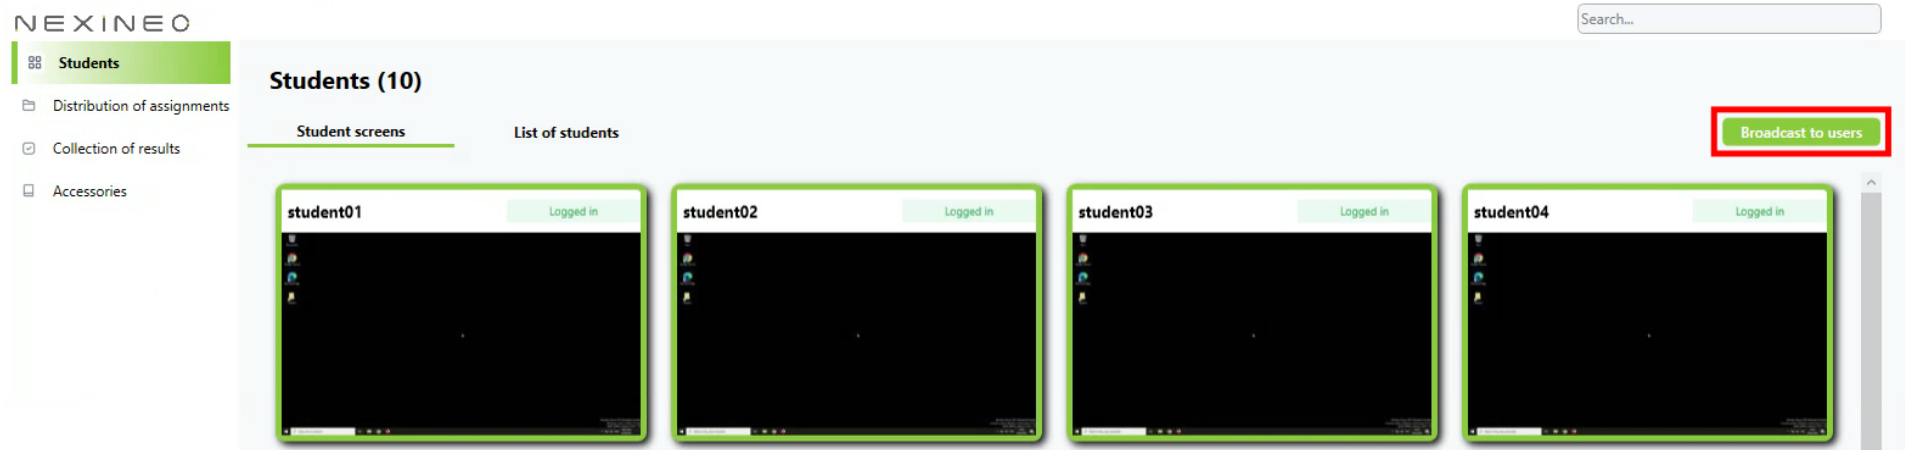 NEXINEO
Search...
Students
Distribution of assignments
Collection of results
Accessories
Students (10)
Student screens
List of students
Broadcast to users
student01
Logged in
student02
Logged in
student03
Logged in
student04
Logged in